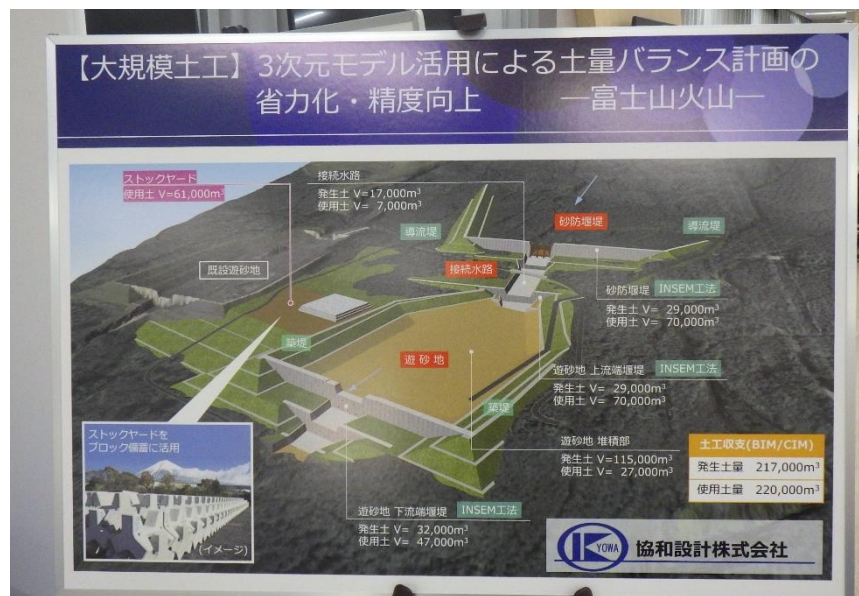 【大規模土工】3次元モデル活用による土量バランス計画の
省力化・精度向上 ―富士山火山―
ストックヤード
使用土 V=61,000m³
接続水路
発生土 V=17,000m³
使用土 V= 7,000m³
砂防堰堤
導流堤
導流堤
既設遊砂地
接続水路
砂防堰堤 INSEM工法
発生土 V= 29,000m³
使用土 V= 70,000m³
築堤
遊砂地
遊砂地 上流端堰堤 INSEM工法
発生土 V= 29,000m³
使用土 V= 70,000m³
築堤
遊砂地 堆積部
発生土 V=115,000m³
使用土 V= 27,000m³
土工収支(BIM/CIM)
発生土量 217,000m³
使用土量 220,000m³
ストックヤードを
ブロック備蓄に活用
(イメージ)
遊砂地 下流端堰堤 INSEM工法
発生土 V= 32,000m³
使用土 V= 47,000m³
KYOWA 協和設計株式会社